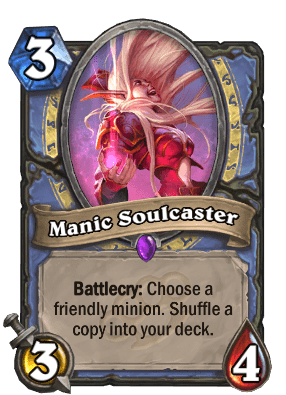 3
Manic Soulcaster
Battlecry: Choose a
friendly minion. Shuffle a
copy into your deck.
3
4